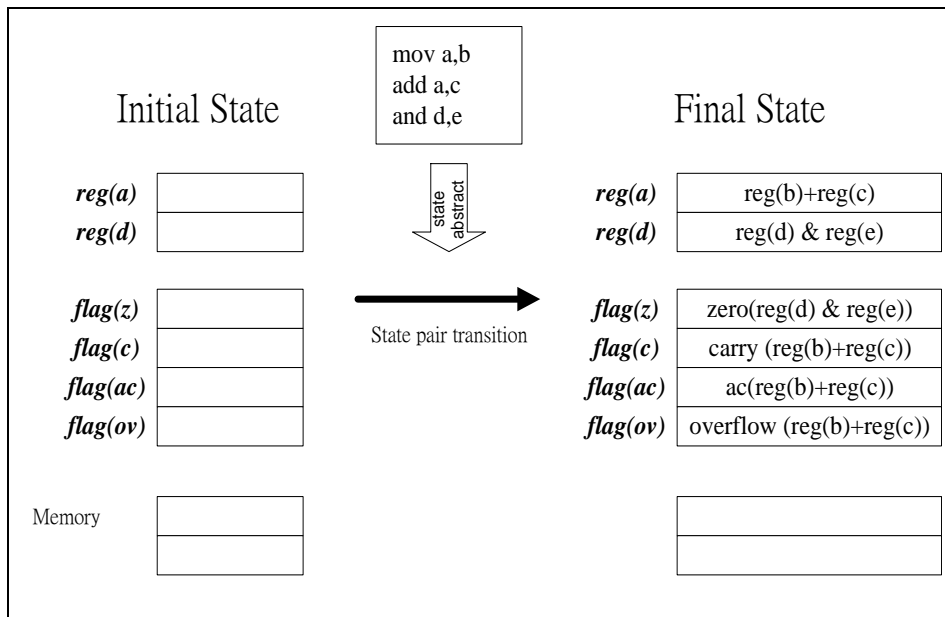 mov a,b
add a,c
and d,e
Initial State
Final State
state
abstract
reg(a)
reg(d)
reg(a) reg(b)+reg(c)
reg(d) reg(d) & reg(e)
flag(z)
flag(c)
flag(ac)
flag(ov)
State pair transition
flag(z) zero(reg(d) & reg(e))
flag(c) carry (reg(b)+reg(c))
flag(ac) ac(reg(b)+reg(c))
flag(ov) overflow (reg(b)+reg(c))
Memory